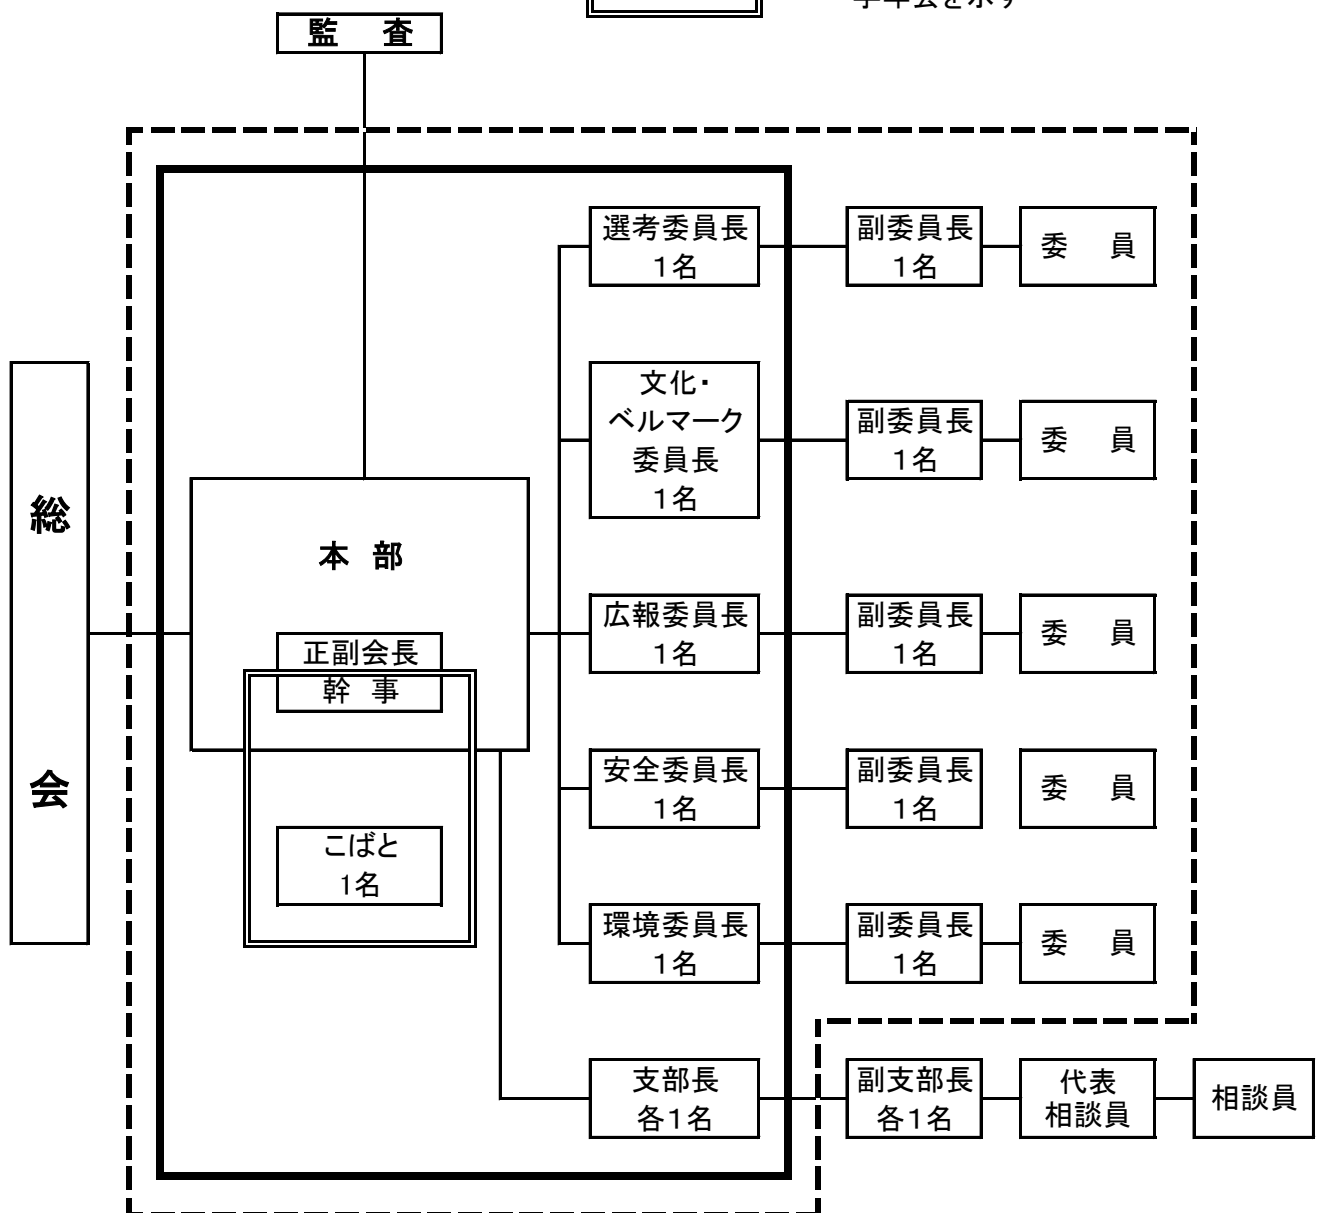 学年会を示す
監　査
選考委員長
1名
副委員長
1名
委　員
文化・
ベルマーク
委員長
1名
副委員長
1名
委　員
総
会
本 部
正副会長
幹 事
こばと
1名
広報委員長
1名
副委員長
1名
委　員
安全委員長
1名
副委員長
1名
委　員
環境委員長
1名
副委員長
1名
委　員
支部長
各1名
副支部長
各1名
代表
相談員
相談員